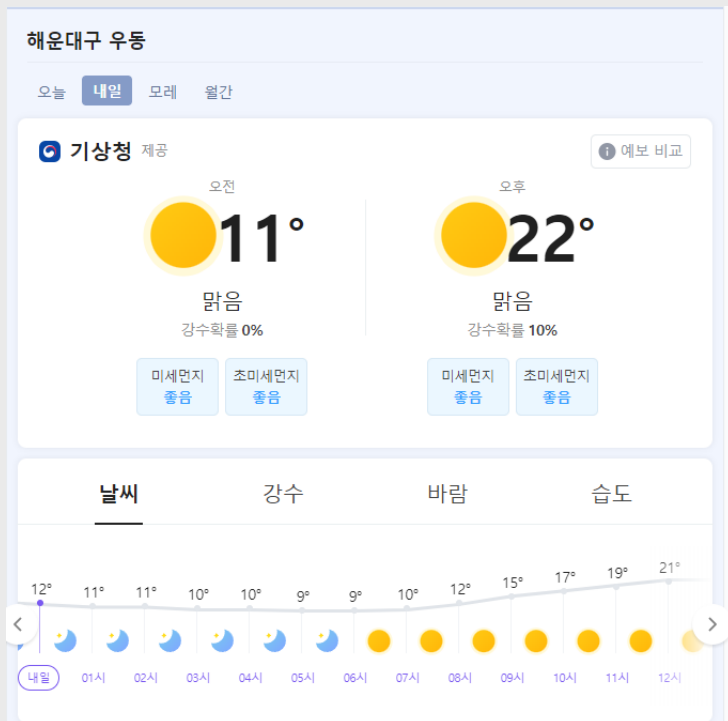 해운대구 우동
오늘 내일 모레 월간
기상청 제공 예보 비교
오전 오후
11° 22°
맑음 맑음
강수확률 0% 강수확률 10%
미세먼지 초미세먼지 미세먼지 초미세먼지
좋음 좋음 좋음 좋음
날씨 강수 바람 습도
12° 11° 11° 10° 10° 9° 9° 10° 12° 15° 17° 19° 21°
내일 01시 02시 03시 04시 05시 06시 07시 08시 09시 10시 11시 12시